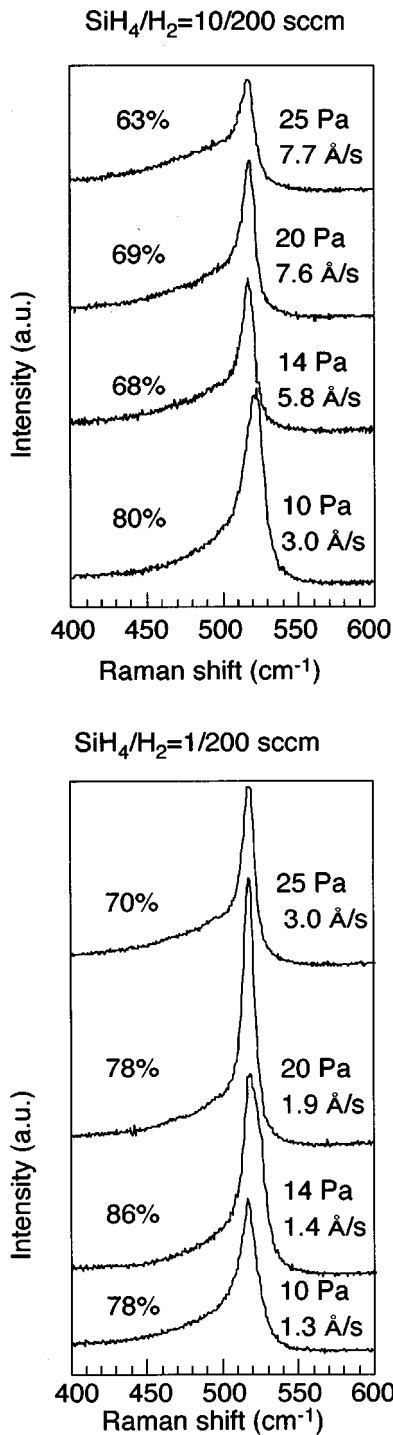 SiH4/H2=10/200 sccm
63%
25 Pa
7.7 Å/s
69%
20 Pa
7.6 Å/s
68%
14 Pa
5.8 Å/s
80%
10 Pa
3.0 Å/s
Intensity (a.u.)
400 450 500 550 600
Raman shift (cm-1)
SiH4/H2=1/200 sccm
70%
25 Pa
3.0 Å/s
78%
20 Pa
1.9 Å/s
86%
14 Pa
1.4 Å/s
78%
10 Pa
1.3 Å/s
Intensity (a.u.)
400 450 500 550 600
Raman shift (cm-1)